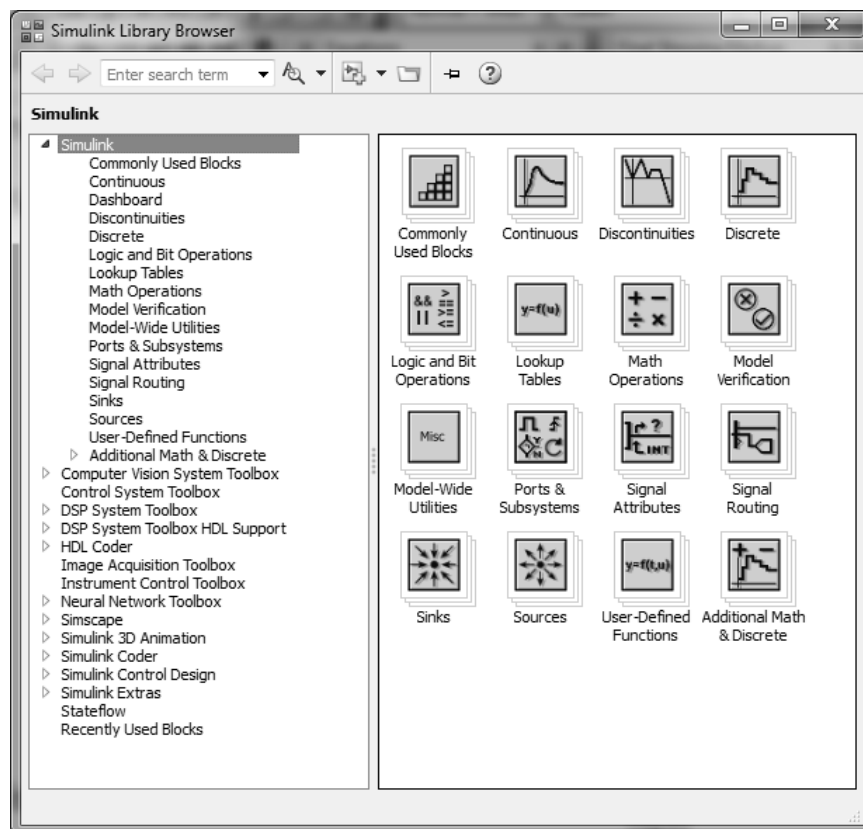 Simulink Library Browser
Enter search term
Simulink
Simulink
Commonly Used Blocks
Continuous
Dashboard
Discontinuities
Discrete
Logic and Bit Operations
Lookup Tables
Math Operations
Model Verification
Model-Wide Utilities
Ports & Subsystems
Signal Attributes
Signal Routing
Sinks
Sources
User-Defined Functions
Additional Math & Discrete
Computer Vision System Toolbox
Control System Toolbox
DSP System Toolbox
DSP System Toolbox HDL Support
HDL Coder
Image Acquisition Toolbox
Instrument Control Toolbox
Neural Network Toolbox
Simscape
Simulink 3D Animation
Simulink Coder
Simulink Control Design
Simulink Extras
Stateflow
Recently Used Blocks
Commonly
Used Blocks
Continuous
Discontinuities
Discrete
&& >
==
|| >=
<=
y=f(u)
+ −
÷ ×
Logic and Bit
Operations
Lookup
Tables
Math
Operations
Model
Verification
Misc
Y
N
?
INT
Model-Wide
Utilities
Ports &
Subsystems
Signal
Attributes
Signal
Routing
y=f(t,u)
+ −
Sinks
Sources
User-Defined
Functions
Additional Math
& Discrete